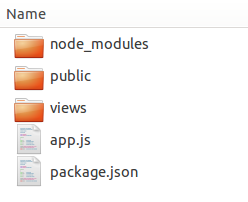 Name
node_modules
public
views
app.js
package.json